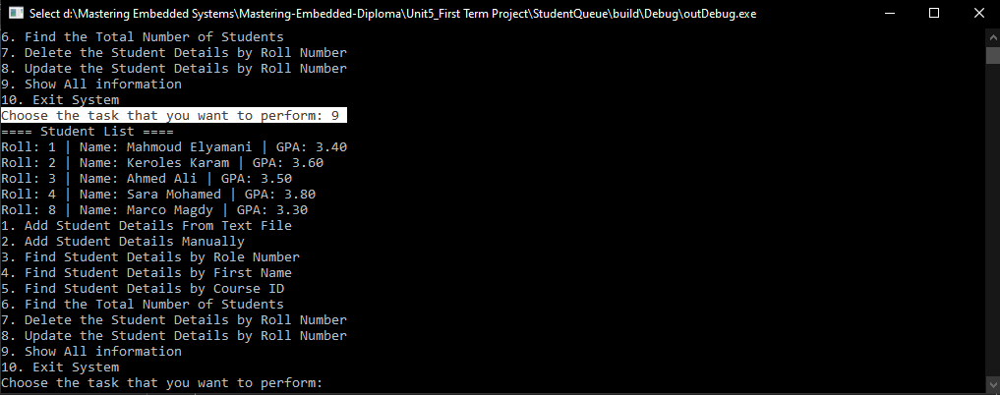 Select d:\Mastering Embedded Systems\Mastering-Embedded-Diploma\Unit5_First Term Project\StudentQueue\build\Debug\outDebug.exe
6. Find the Total Number of Students
7. Delete the Student Details by Roll Number
8. Update the Student Details by Roll Number
9. Show All information
10. Exit System
Choose the task that you want to perform: 9
==== Student List ====
Roll: 1 | Name: Mahmoud Elyamani | GPA: 3.40
Roll: 2 | Name: Keroles Karam | GPA: 3.60
Roll: 3 | Name: Ahmed Ali | GPA: 3.50
Roll: 4 | Name: Sara Mohamed | GPA: 3.80
Roll: 8 | Name: Marco Magdy | GPA: 3.30
1. Add Student Details From Text File
2. Add Student Details Manually
3. Find Student Details by Role Number
4. Find Student Details by First Name
5. Find Student Details by Course ID
6. Find the Total Number of Students
7. Delete the Student Details by Roll Number
8. Update the Student Details by Roll Number
9. Show All information
10. Exit System
Choose the task that you want to perform: